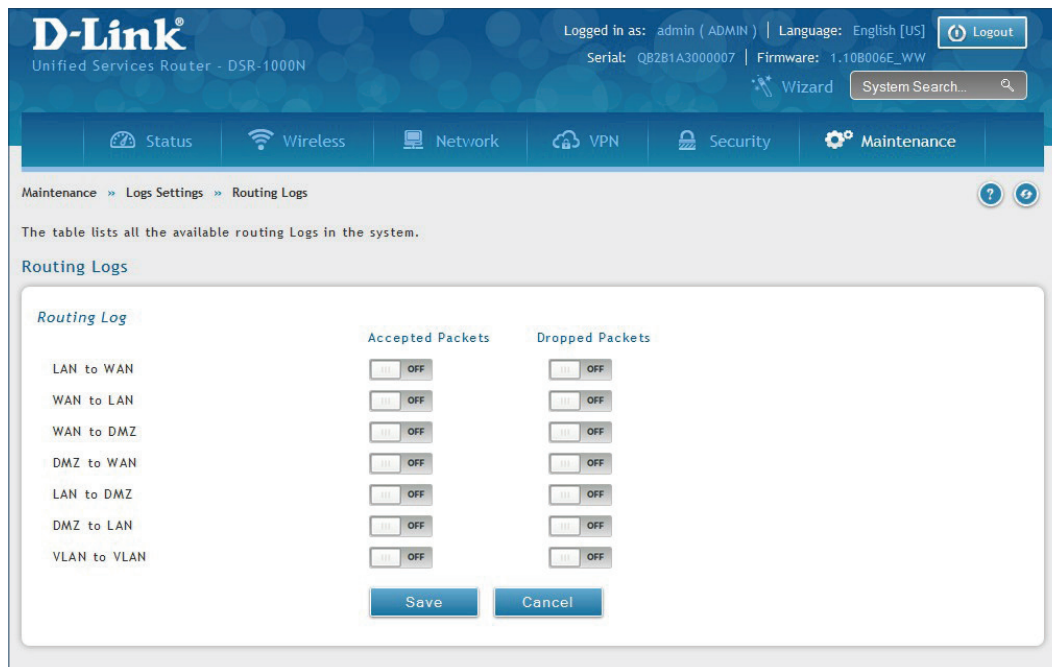 D-Link®
Logged in as: admin ( ADMIN ) | Language: English [US]
Logout
Unified Services Router - DSR-1000N
Serial: QB2B1A3000007 | Firmware: 1.10B006E_WW
Wizard
System Search...
Status Wireless Network VPN Security Maintenance
Maintenance » Logs Settings » Routing Logs
?
The table lists all the available routing Logs in the system.
Routing Logs
Routing Log
Accepted Packets Dropped Packets
LAN to WAN OFF OFF
WAN to LAN OFF OFF
WAN to DMZ OFF OFF
DMZ to WAN OFF OFF
LAN to DMZ OFF OFF
DMZ to LAN OFF OFF
VLAN to VLAN OFF OFF
Save Cancel